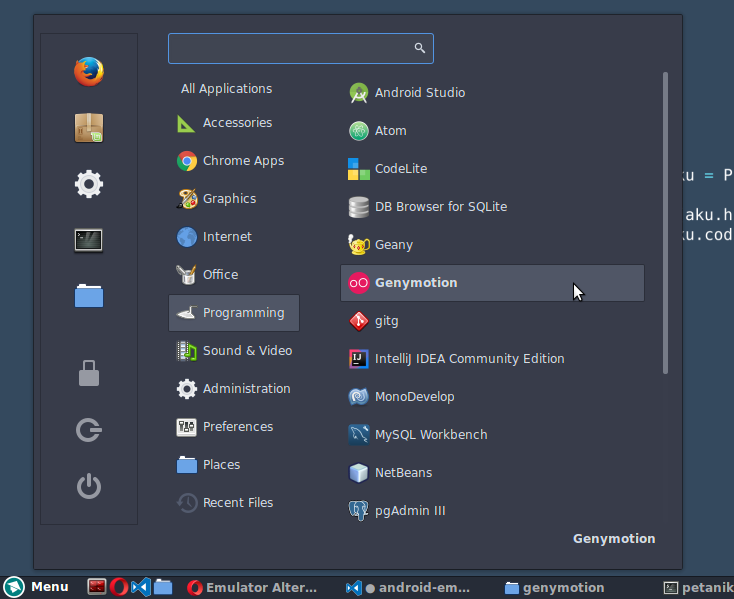 All Applications
Accessories
Chrome Apps
Graphics
Internet
Office
Programming
Sound & Video
Administration
Preferences
Places
Recent Files
Android Studio
Atom
CodeLite
DB Browser for SQLite
Geany
Genymotion
gitg
IntelliJ IDEA Community Edition
MonoDevelop
MySQL Workbench
NetBeans
pgAdmin III
Genymotion
ku = P
aku.h
ku.cod
Menu
Emulator Alter...
● android-em...
genymotion
petanik